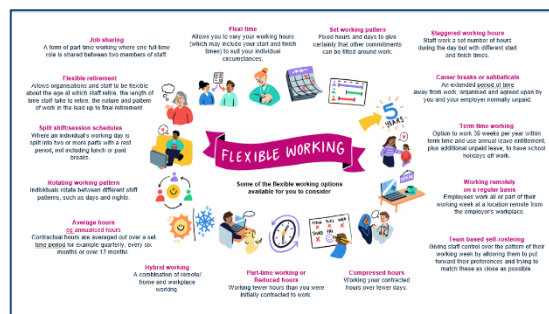 Job sharing
A form of part-time working where one full-time
role is shared between two members of staff.
Flexi time
Allows you to vary your working hours
(which may include your start and finish
times) to suit your individual
circumstances.
Set working pattern
Fixed hours and days to give
certainty that other commitments
can be fitted around work.
Staggered working hours
Staff work a set number of hours
during the day but with different start
and finish times.
Flexible retirement
Allows organisations and staff to be flexible
about the age at which staff retire, the length of
time staff take to retire, the nature and pattern of
work in the lead up to final retirement
Career breaks or sabbaticals
An extended period of time
away from work, organised and agreed upon by
you and your employer normally unpaid.
5
YEARS
Split shift/session schedules
Where an individual's working day is
split into two or more parts with a rest
period, not including lunch or paid
breaks.
FLEXIBLE WORKING
Some of the flexible working options
available for you to consider
Term time working
Option to work 39 weeks per year within
term time and use annual leave entitlement,
plus additional unpaid leave, to have school
holidays off work.
Rotating working pattern
Individuals rotate between different shift
patterns, such as days and nights.
Working remotely
on a regular basis
Employees work all or part of their
working week at a location remote from
the employer's workplace.
Average hours
eg annualised hours
Contractual hours are averaged out over a set
time period for example quarterly, every six
months or over 12 months.
Team based self-rostering
Giving staff control over the pattern of their
working week by allowing them to put
forward their preferences and trying to
match these as close as possible.
Hybrid working
A combination of remote/
home and workplace
working.
Part-time working or
Reduced hours
Working fewer hours than you were
initially contracted to work
Compressed hours
Working your contracted
hours over fewer days.